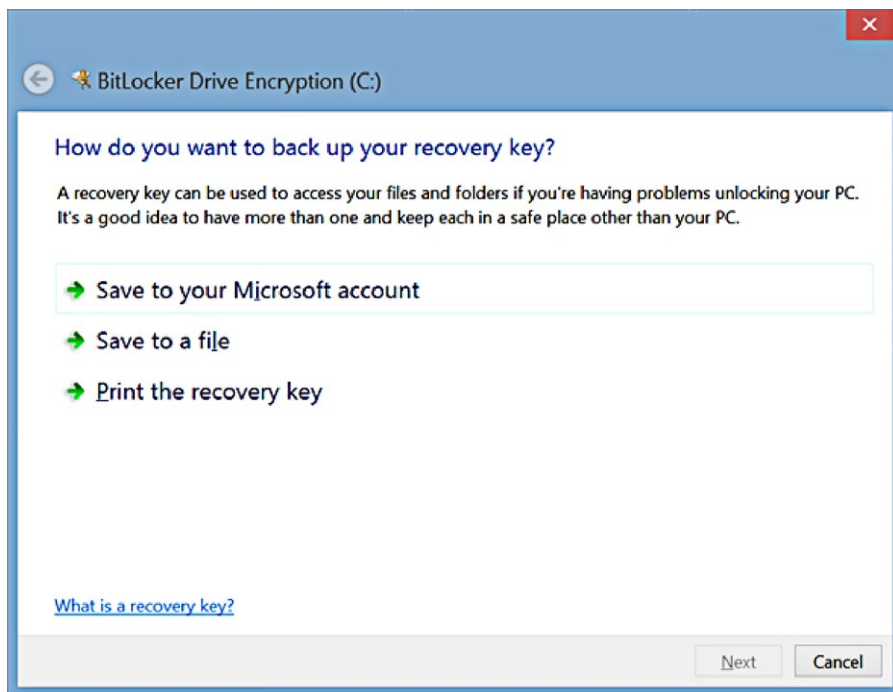 BitLocker Drive Encryption (C:)
How do you want to back up your recovery key?
A recovery key can be used to access your files and folders if you're having problems unlocking your PC.
It's a good idea to have more than one and keep each in a safe place other than your PC.
Save to your Microsoft account
Save to a file
Print the recovery key
What is a recovery key?
Next
Cancel